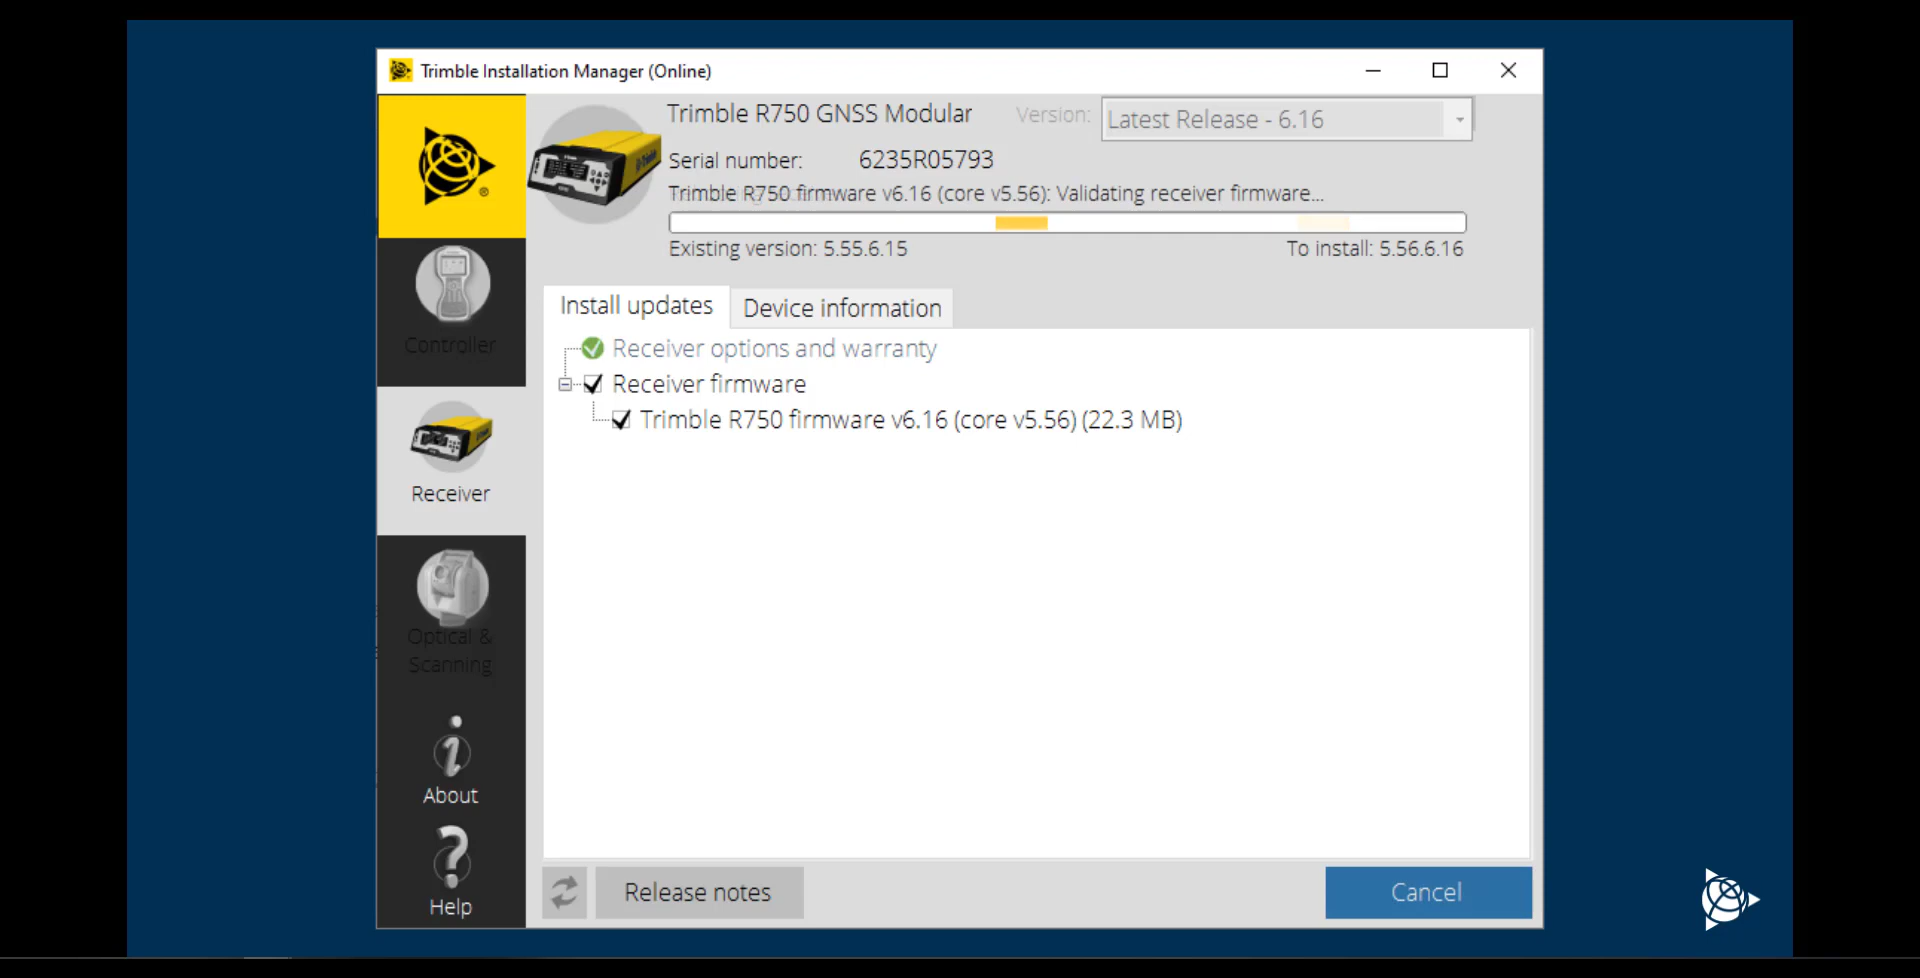 Trimble Installation Manager (Online)
Trimble R750 GNSS Modular
Version:
Latest Release - 6.16
Serial number: 6235R05793
Trimble R750 firmware v6.16 (core v5.56): Validating receiver firmware...
Existing version: 5.55.6.15
To install: 5.56.6.16
Controller
Receiver
Optical &
Scanning
About
Help
Install updates
Device information
Receiver options and warranty
Receiver firmware
Trimble R750 firmware v6.16 (core v5.56) (22.3 MB)
Release notes
Cancel